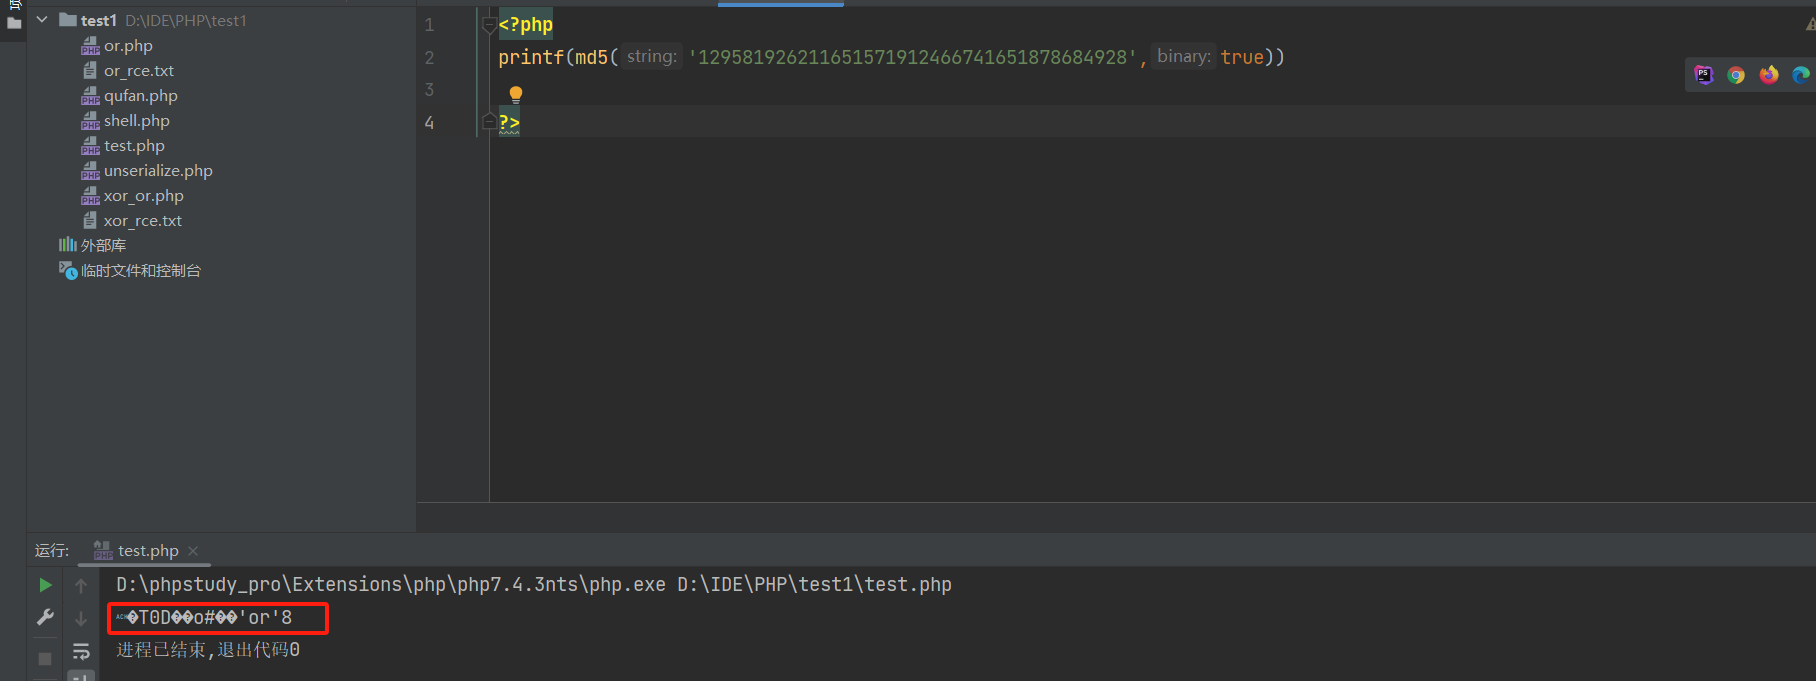 test1 D:\IDE\PHP\test1
or.php
or_rce.txt
qufan.php
shell.php
test.php
unserialize.php
xor_or.php
xor_rce.txt
外部库
临时文件和控制台
1 <?php
2 printf(md5( string: '129581926211651571912466741651878684928', binary: true))
3
4 ?>
运行: test.php
D:\phpstudy_pro\Extensions\php\php7.4.3nts\php.exe D:\IDE\PHP\test1\test.php
�T0D��o#��'or'8
进程已结束,退出代码0